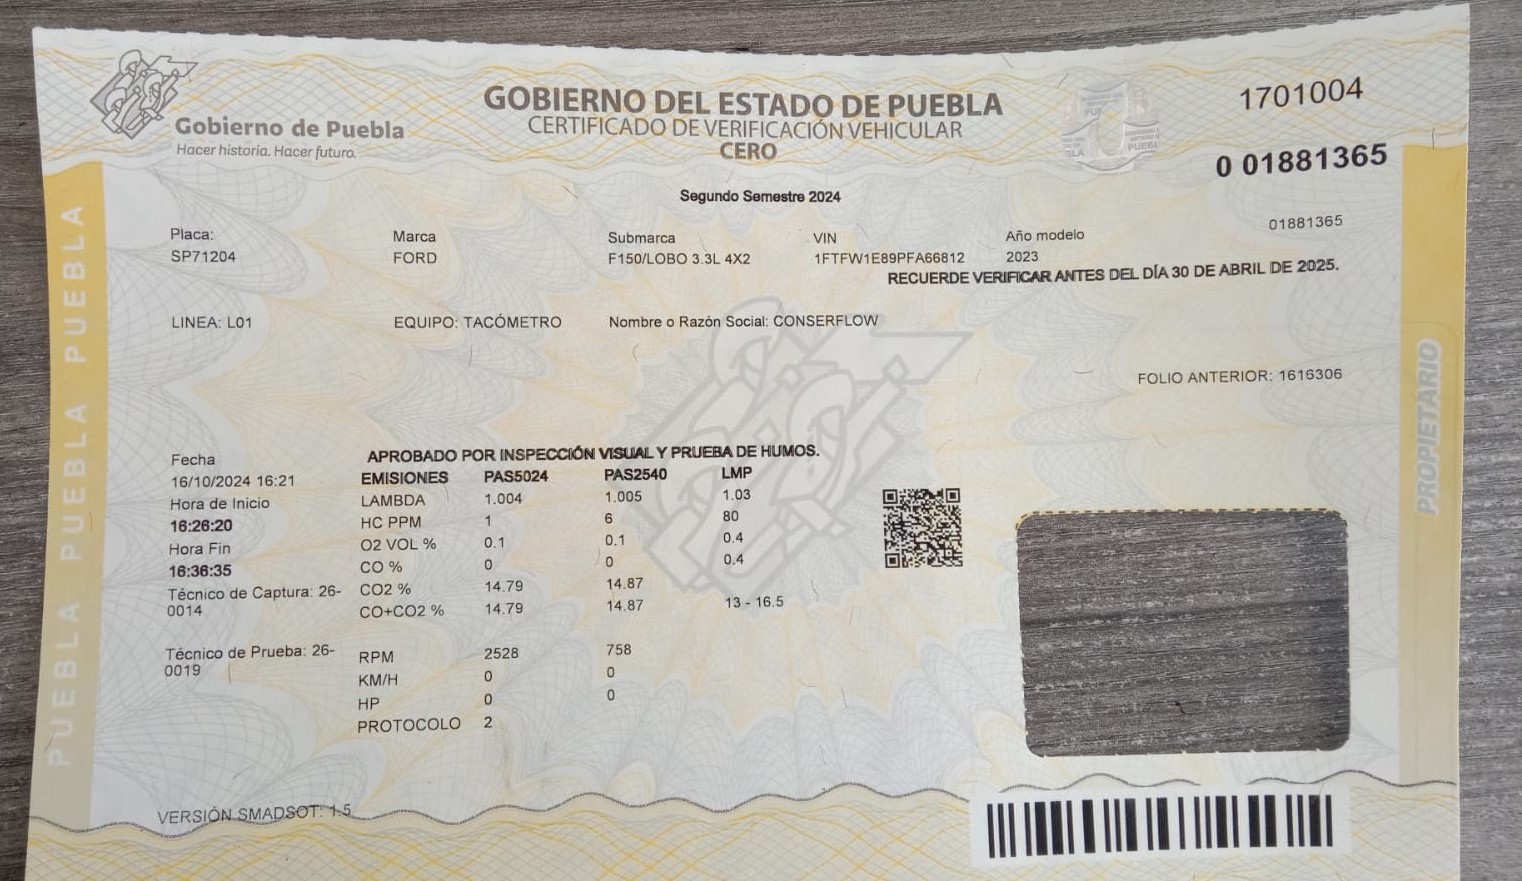 Gobierno de Puebla
Hacer historia. Hacer futuro.
GOBIERNO DEL ESTADO DE PUEBLA
CERTIFICADO DE VERIFICACIÓN VEHICULAR
CERO
1701004
0 01881365
Segundo Semestre 2024
01881365
Placa: Marca Submarca VIN Año modelo
SP71204 FORD F150/LOBO 3.3L 4X2 1FTFW1E89PFA66812 2023
RECUERDE VERIFICAR ANTES DEL DÍA 30 DE ABRIL DE 2025.
LINEA: L01 EQUIPO: TACÓMETRO Nombre o Razón Social: CONSERFLOW
FOLIO ANTERIOR: 1616306
APROBADO POR INSPECCIÓN VISUAL Y PRUEBA DE HUMOS.
Fecha
16/10/2024 16:21
Hora de Inicio
16:26:20
Hora Fin
16:36:35
Técnico de Captura: 26-
0014
Técnico de Prueba: 26-
0019
EMISIONES PAS5024 PAS2540 LMP
LAMBDA 1.004 1.005 1.03
HC PPM 1 6 80
O2 VOL % 0.1 0.1 0.4
CO % 0 0 0.4
CO2 % 14.79 14.87
CO+CO2 % 14.79 14.87 13 - 16.5
RPM 2528 758
KM/H 0 0
HP 0 0
PROTOCOLO 2
VERSIÓN SMADSOT: 1.5
PUEBLA PUEBLA PUEBLA PUEBLA
PROPIETARIO